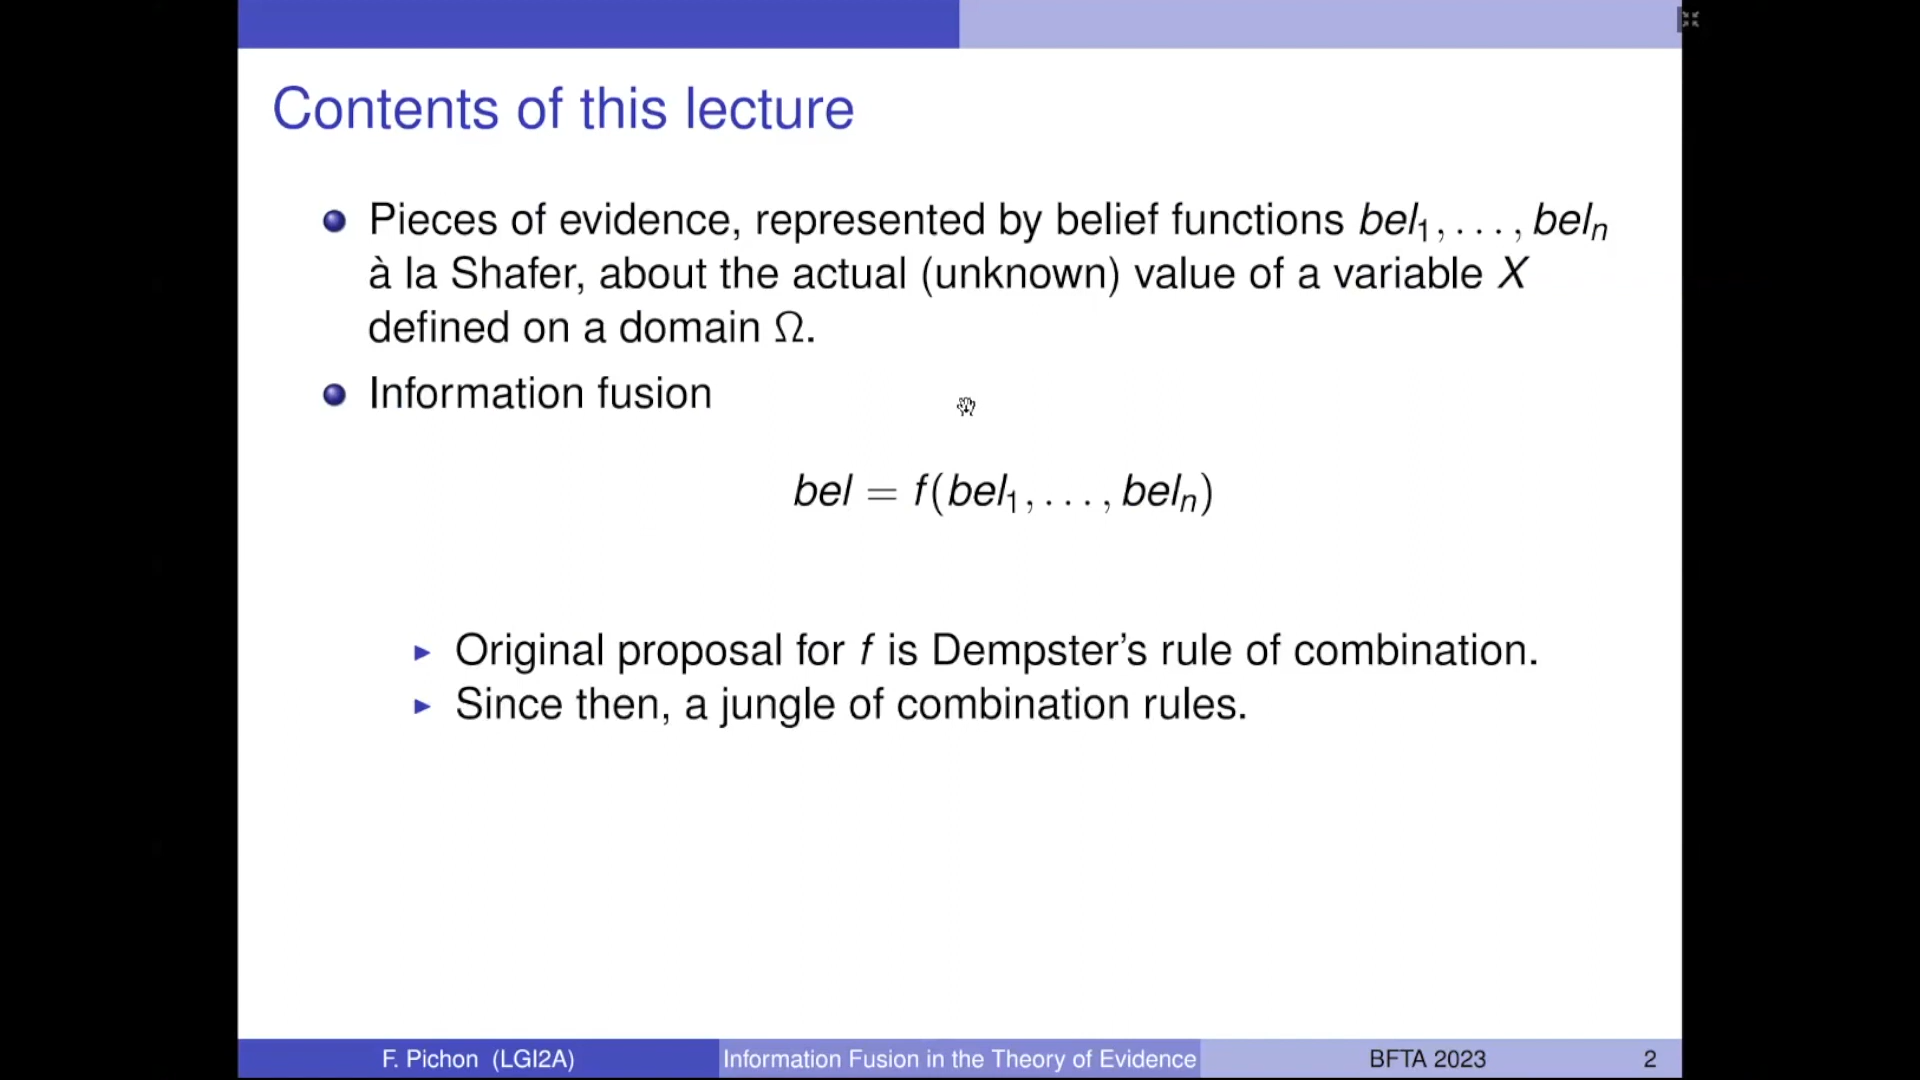 Contents of this lecture
Pieces of evidence, represented by belief functions bel₁, . . . , belₙ
à la Shafer, about the actual (unknown) value of a variable X
defined on a domain Ω.
Information fusion
bel = f(bel₁, . . . , belₙ)
Original proposal for f is Dempster’s rule of combination.
Since then, a jungle of combination rules.
F. Pichon (LGI2A) Information Fusion in the Theory of Evidence BFTA 2023 2